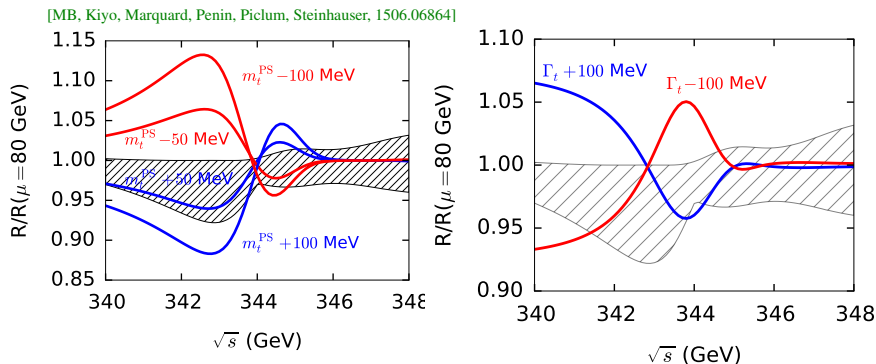 [MB, Kiyo, Marquard, Penin, Piclum, Steinhauser, 1506.06864]
R/R(μ=80 GeV)
1.15
1.10
1.05
1.00
0.95
0.90
0.85
m_t^PS −100 MeV
m_t^PS −50 MeV
m_t^PS +50 MeV
m_t^PS +100 MeV
340
342
344
346
348
√s (GeV)
R/R(μ=80 GeV)
1.10
1.05
1.00
0.95
0.90
Γ_t +100 MeV
Γ_t −100 MeV
340
342
344
346
348
√s (GeV)